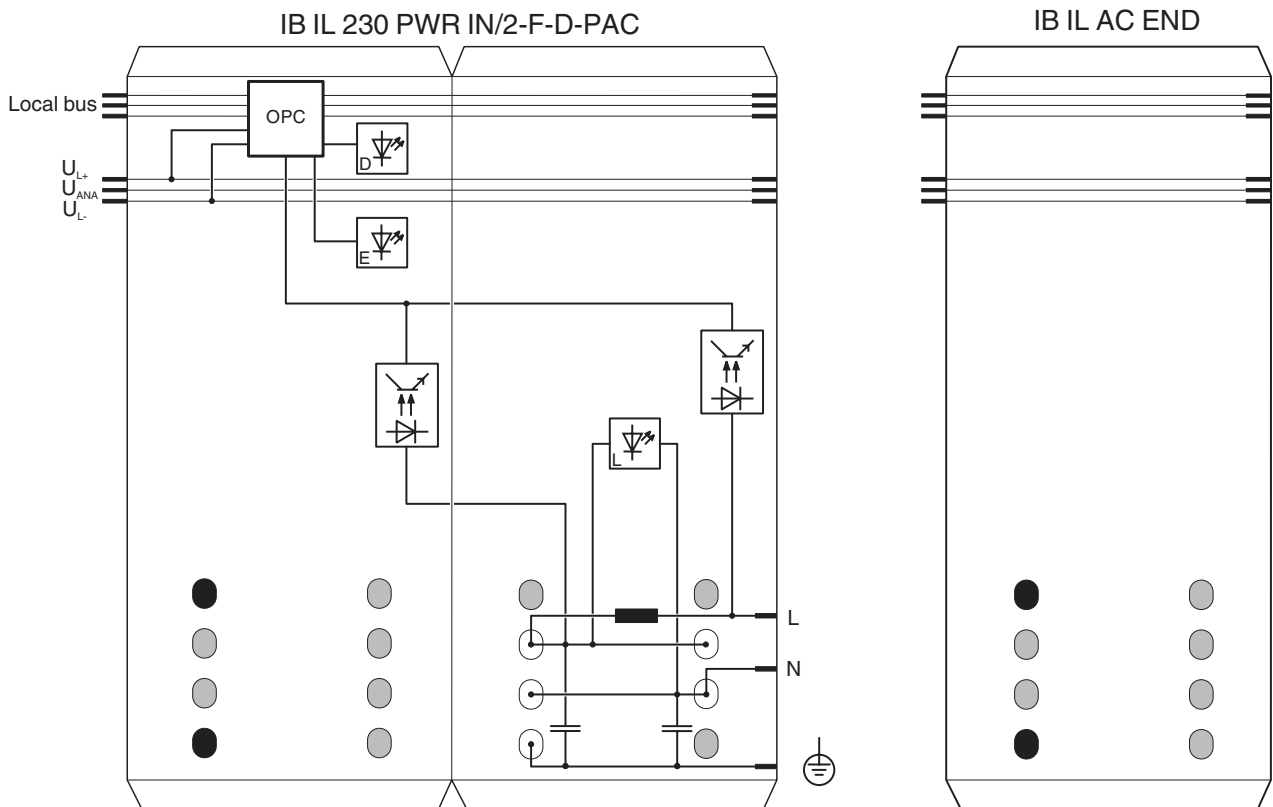 IB IL 230 PWR IN/2-F-D-PAC
IB IL AC END
Local bus
OPC
D
UL+
UANA
UL-
E
L
L
N